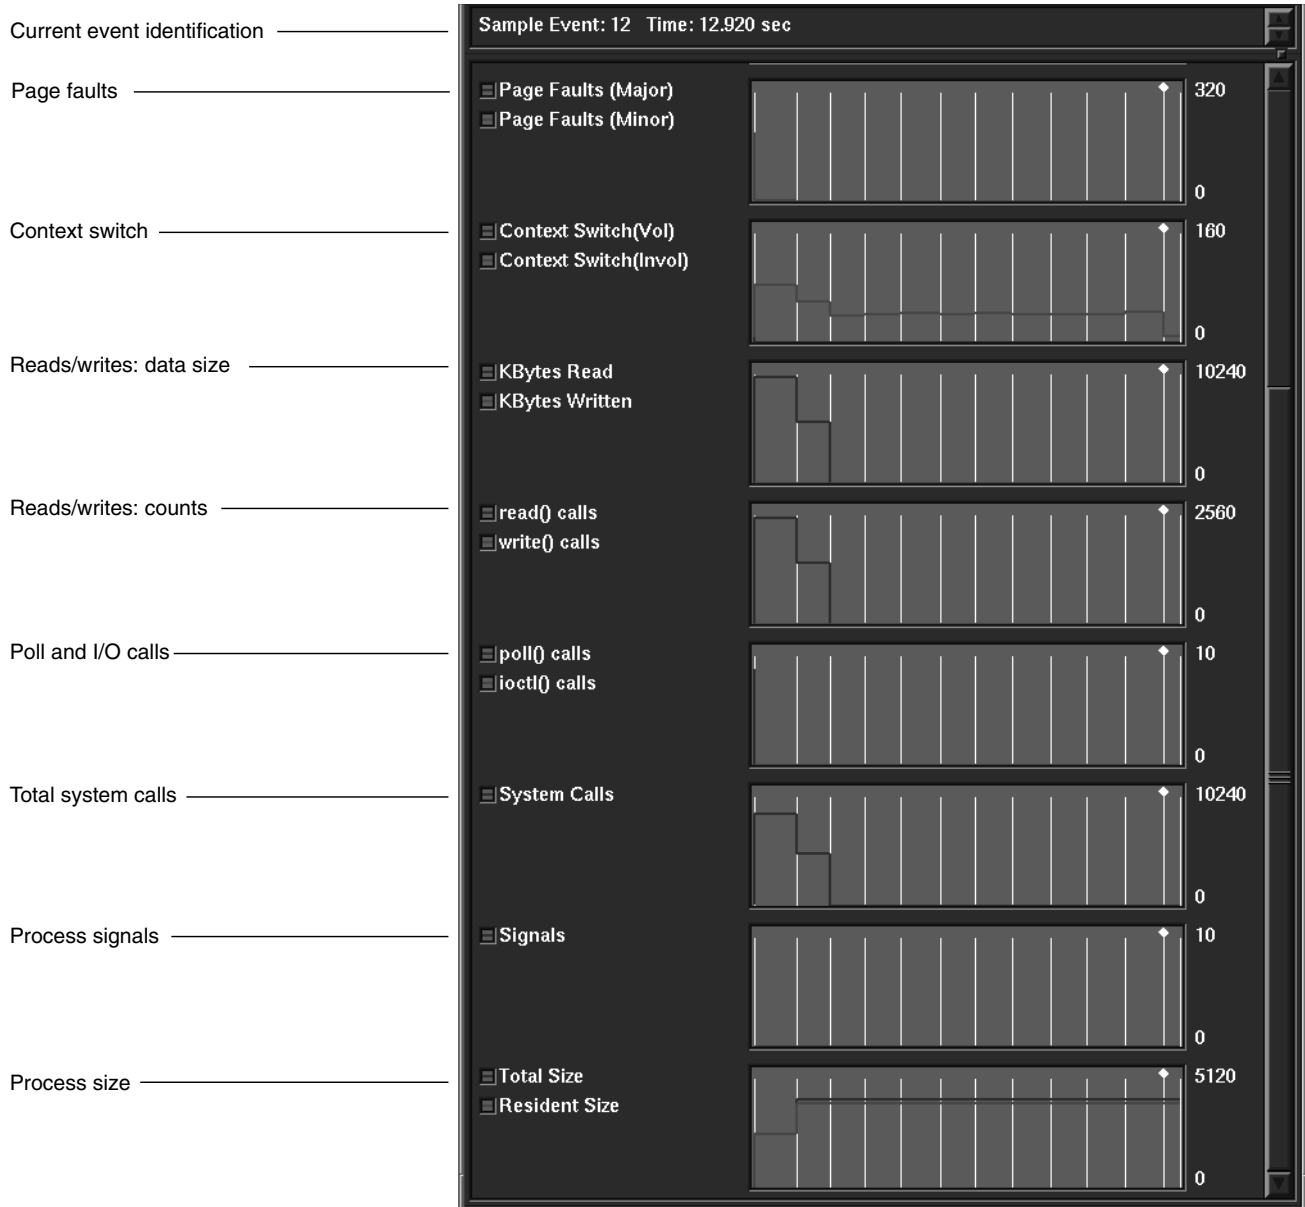 Current event identification
Sample Event: 12   Time: 12.920 sec
Page faults
Page Faults (Major)
320
Page Faults (Minor)
0
Context switch
Context Switch(Vol)
160
Context Switch(Invol)
0
Reads/writes: data size
KBytes Read
10240
KBytes Written
0
Reads/writes: counts
read() calls
2560
write() calls
0
Poll and I/O calls
poll() calls
10
ioctl() calls
0
Total system calls
System Calls
10240
0
Process signals
Signals
10
0
Process size
Total Size
5120
Resident Size
0